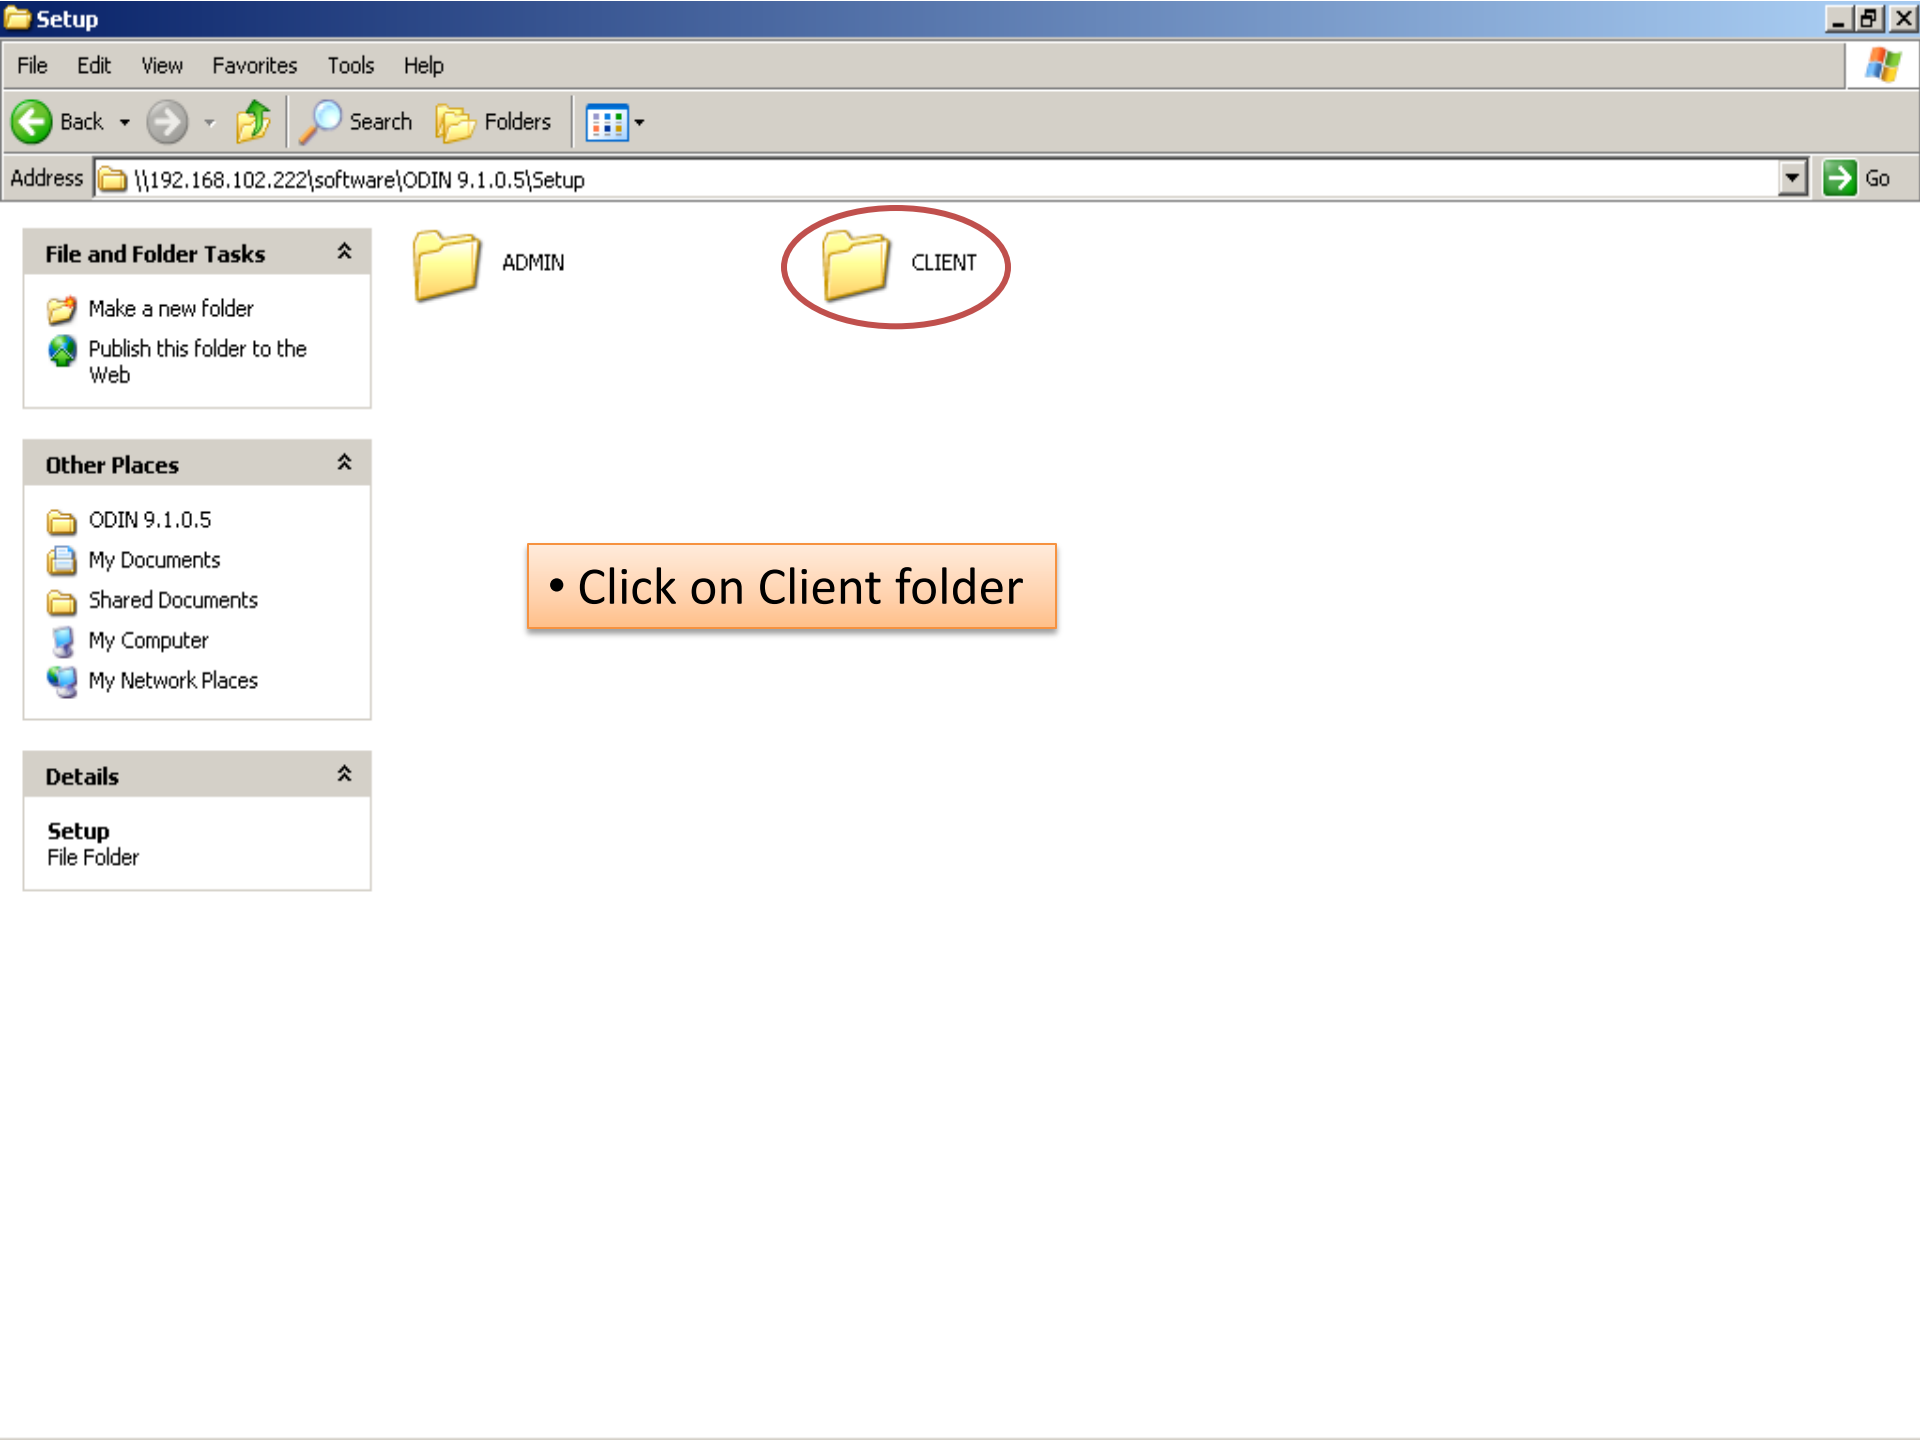 Setup
File Edit View Favorites Tools Help
Back Search Folders
Address \\192.168.102.222\software\ODIN 9.1.0.5\Setup Go
File and Folder Tasks
Make a new folder
Publish this folder to the
Web
Other Places
ODIN 9.1.0.5
My Documents
Shared Documents
My Computer
My Network Places
Details
Setup
File Folder
ADMIN
CLIENT
• Click on Client folder